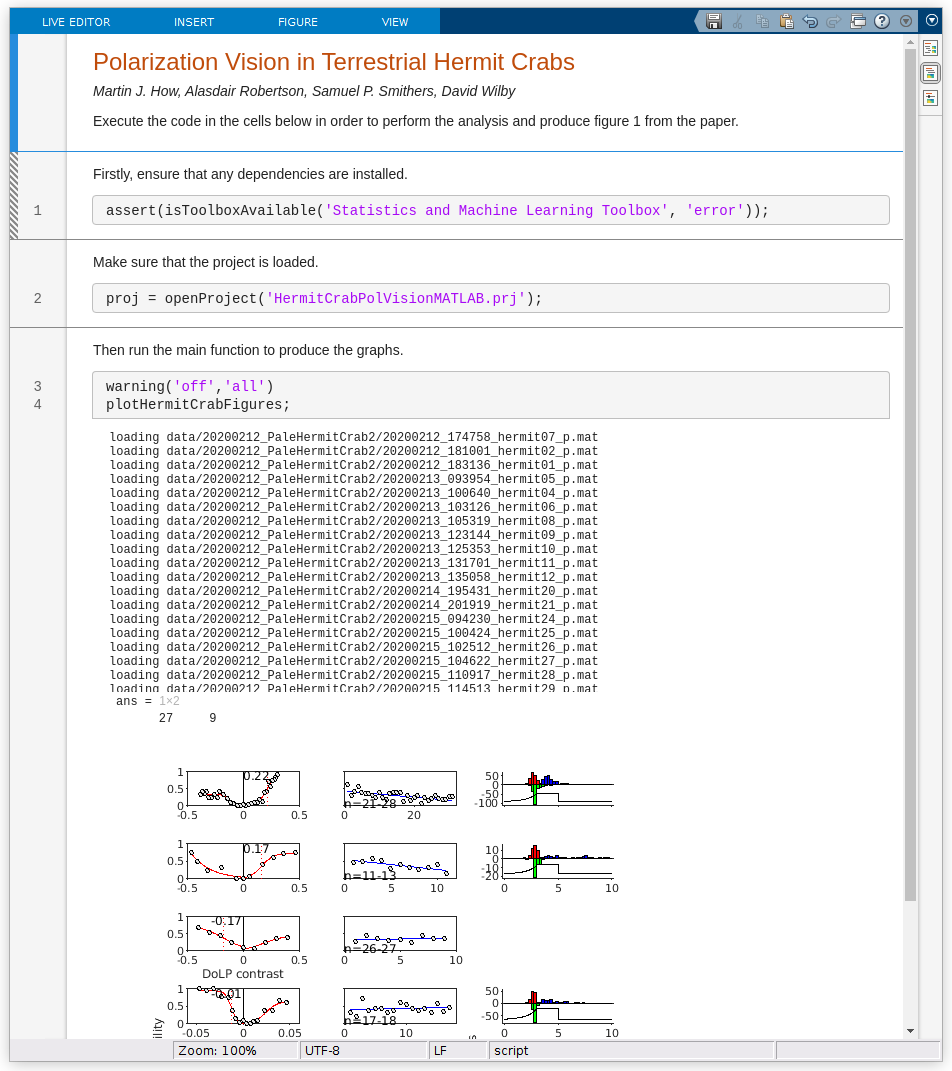 LIVE EDITOR INSERT FIGURE VIEW
Polarization Vision in Terrestrial Hermit Crabs
Martin J. How, Alasdair Robertson, Samuel P. Smithers, David Wilby
Execute the code in the cells below in order to perform the analysis and produce figure 1 from the paper.
Firstly, ensure that any dependencies are installed.
1 assert(isToolboxAvailable('Statistics and Machine Learning Toolbox', 'error'));
Make sure that the project is loaded.
2 proj = openProject('HermitCrabPolVisionMATLAB.prj');
Then run the main function to produce the graphs.
3 warning('off','all')
4 plotHermitCrabFigures;
loading data/20200212_PaleHermitCrab2/20200212_174758_hermit07_p.mat
loading data/20200212_PaleHermitCrab2/20200212_181001_hermit02_p.mat
loading data/20200212_PaleHermitCrab2/20200212_183136_hermit01_p.mat
loading data/20200212_PaleHermitCrab2/20200213_093954_hermit05_p.mat
loading data/20200212_PaleHermitCrab2/20200213_100640_hermit04_p.mat
loading data/20200212_PaleHermitCrab2/20200213_103126_hermit06_p.mat
loading data/20200212_PaleHermitCrab2/20200213_105319_hermit08_p.mat
loading data/20200212_PaleHermitCrab2/20200213_123144_hermit09_p.mat
loading data/20200212_PaleHermitCrab2/20200213_125353_hermit10_p.mat
loading data/20200212_PaleHermitCrab2/20200213_131701_hermit11_p.mat
loading data/20200212_PaleHermitCrab2/20200213_135058_hermit12_p.mat
loading data/20200212_PaleHermitCrab2/20200214_195431_hermit20_p.mat
loading data/20200212_PaleHermitCrab2/20200214_201919_hermit21_p.mat
loading data/20200212_PaleHermitCrab2/20200215_094230_hermit24_p.mat
loading data/20200212_PaleHermitCrab2/20200215_100424_hermit25_p.mat
loading data/20200212_PaleHermitCrab2/20200215_102512_hermit26_p.mat
loading data/20200212_PaleHermitCrab2/20200215_104622_hermit27_p.mat
loading data/20200212_PaleHermitCrab2/20200215_110917_hermit28_p.mat
loading data/20200212_PaleHermitCrab2/20200215_114513_hermit29_p.mat
ans = 1×2
27 9
1 0.22 50
0.5 0
0 n=21-28 -50
-100
-0.5 0 0.5 0 20
1 0.17 10
0.5 0
0 n=11-13 -10
-20
-0.5 0 0.5 0 5 10 0 5 10
1 -0.17
0.5
0 n=26-27
-0.5 0 0.5 0 5 10
DoLP contrast
1 -0.01 50
0.5 0
0 n=17-18 -50
-0.05 0 0.05 0 10 0 5 10
ility
s
Zoom: 100% UTF-8 LF script